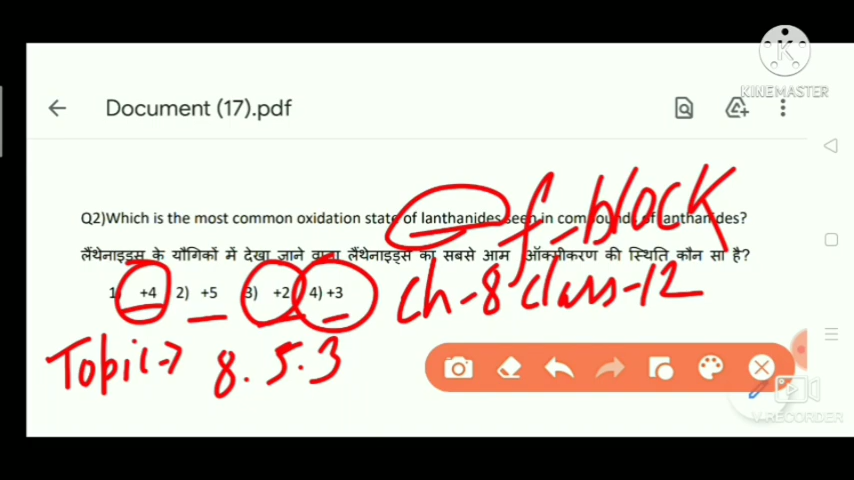 KINEMASTER
Document (17).pdf
f-block
Q2)Which is the most common oxidation state of lanthanides seen in compounds of lanthanides?
लैंथेनाइड्स के यौगिकों में देखा जाने वाला लैंथेनाइड्स का सबसे आम ऑक्सीकरण की स्थिति कौन सा है?
1) +4 2) +5 3) +2 4) +3
ch-8 class-12
Topic→ 8.5.3
V-RECORDER